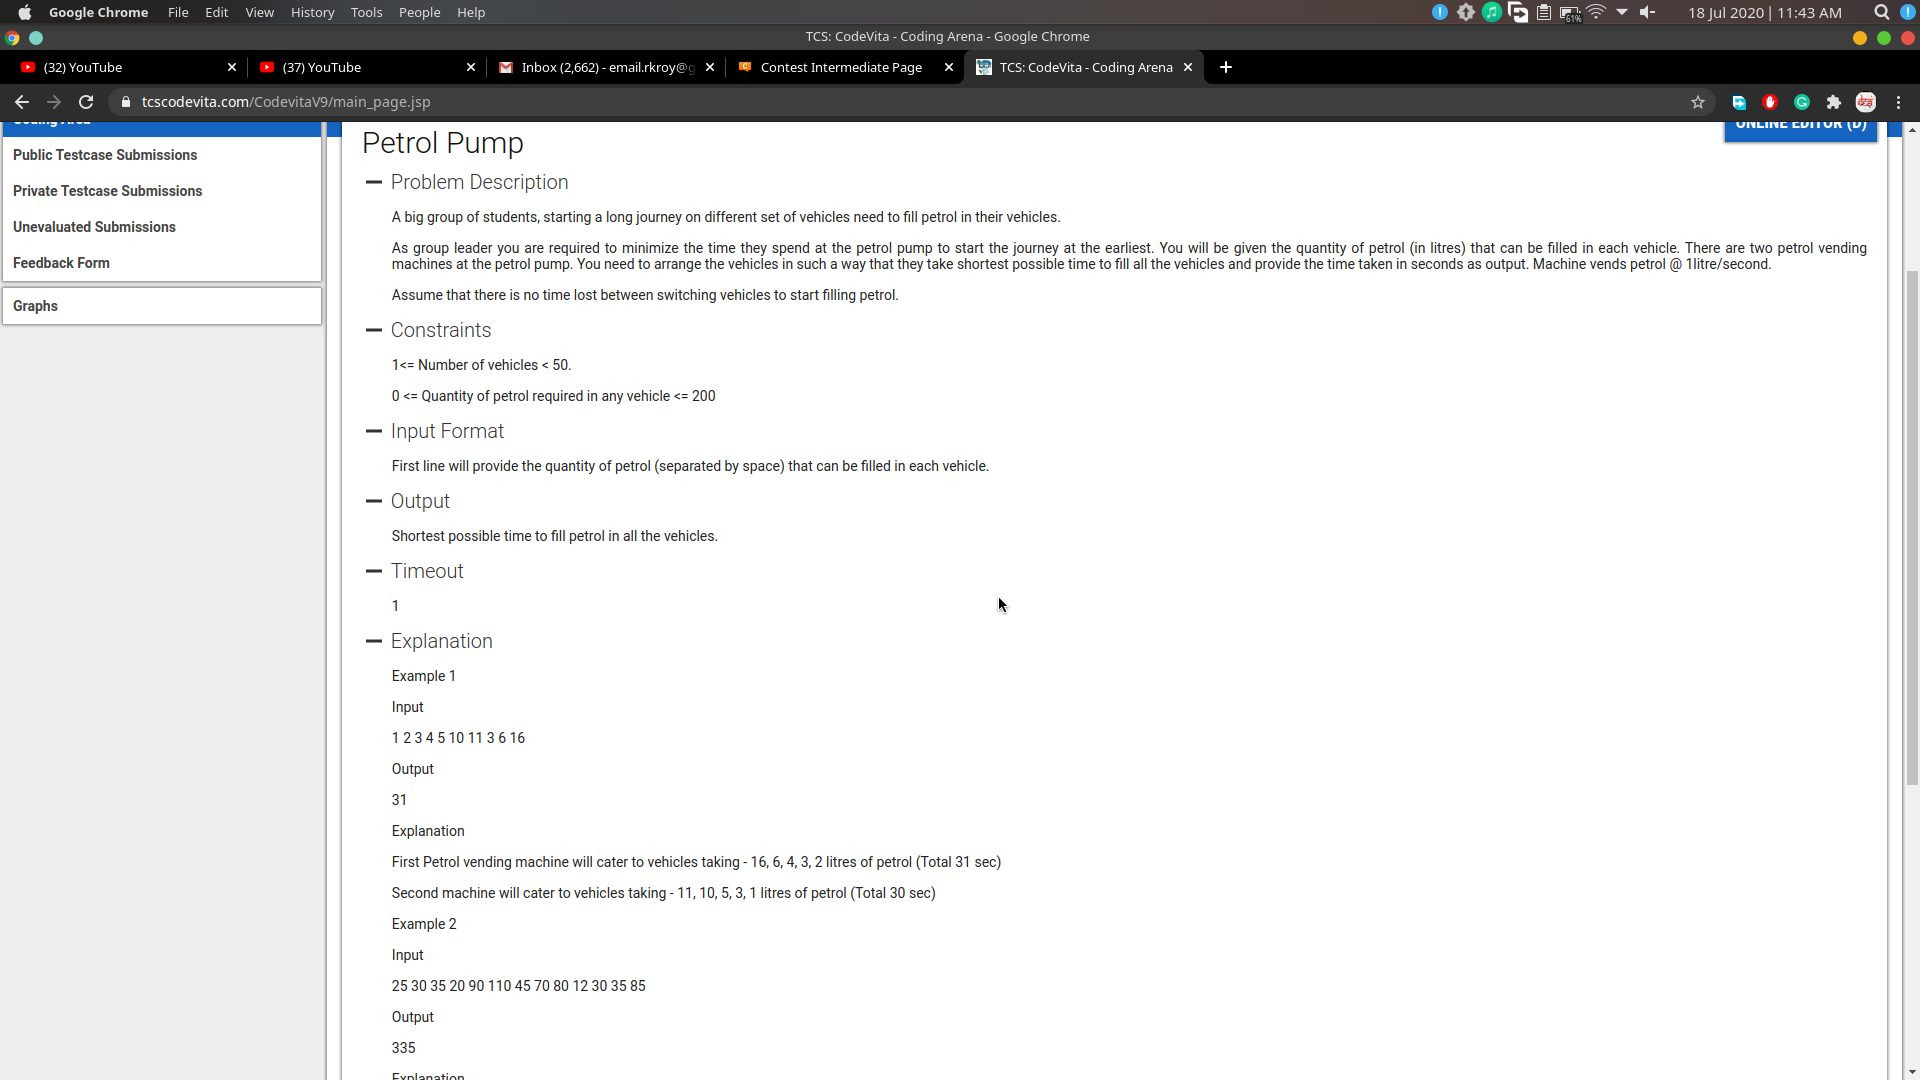 Google Chrome File Edit View History Tools People Help 61% 18 Jul 2020 | 11:43 AM
TCS: CodeVita - Coding Arena - Google Chrome
(32) YouTube (37) YouTube Inbox (2,662) - email.rkroy@g Contest Intermediate Page TCS: CodeVita - Coding Arena
tcscodevita.com/CodevitaV9/main_page.jsp
Coding Area
Public Testcase Submissions
Private Testcase Submissions
Unevaluated Submissions
Feedback Form
Graphs
ONLINE EDITOR (D)
Petrol Pump
Problem Description
A big group of students, starting a long journey on different set of vehicles need to fill petrol in their vehicles.
As group leader you are required to minimize the time they spend at the petrol pump to start the journey at the earliest. You will be given the quantity of petrol (in litres) that can be filled in each vehicle. There are two petrol vending
machines at the petrol pump. You need to arrange the vehicles in such a way that they take shortest possible time to fill all the vehicles and provide the time taken in seconds as output. Machine vends petrol @ 1litre/second.
Assume that there is no time lost between switching vehicles to start filling petrol.
Constraints
1<= Number of vehicles < 50.
0 <= Quantity of petrol required in any vehicle <= 200
Input Format
First line will provide the quantity of petrol (separated by space) that can be filled in each vehicle.
Output
Shortest possible time to fill petrol in all the vehicles.
Timeout
1
Explanation
Example 1
Input
1 2 3 4 5 10 11 3 6 16
Output
31
Explanation
First Petrol vending machine will cater to vehicles taking - 16, 6, 4, 3, 2 litres of petrol (Total 31 sec)
Second machine will cater to vehicles taking - 11, 10, 5, 3, 1 litres of petrol (Total 30 sec)
Example 2
Input
25 30 35 20 90 110 45 70 80 12 30 35 85
Output
335
Explanation